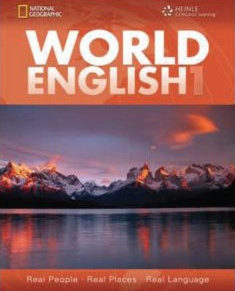 NATIONAL
GEOGRAPHIC
HEINLE
CENGAGE Learning
WORLD
ENGLISH 1
Real People · Real Places · Real Language